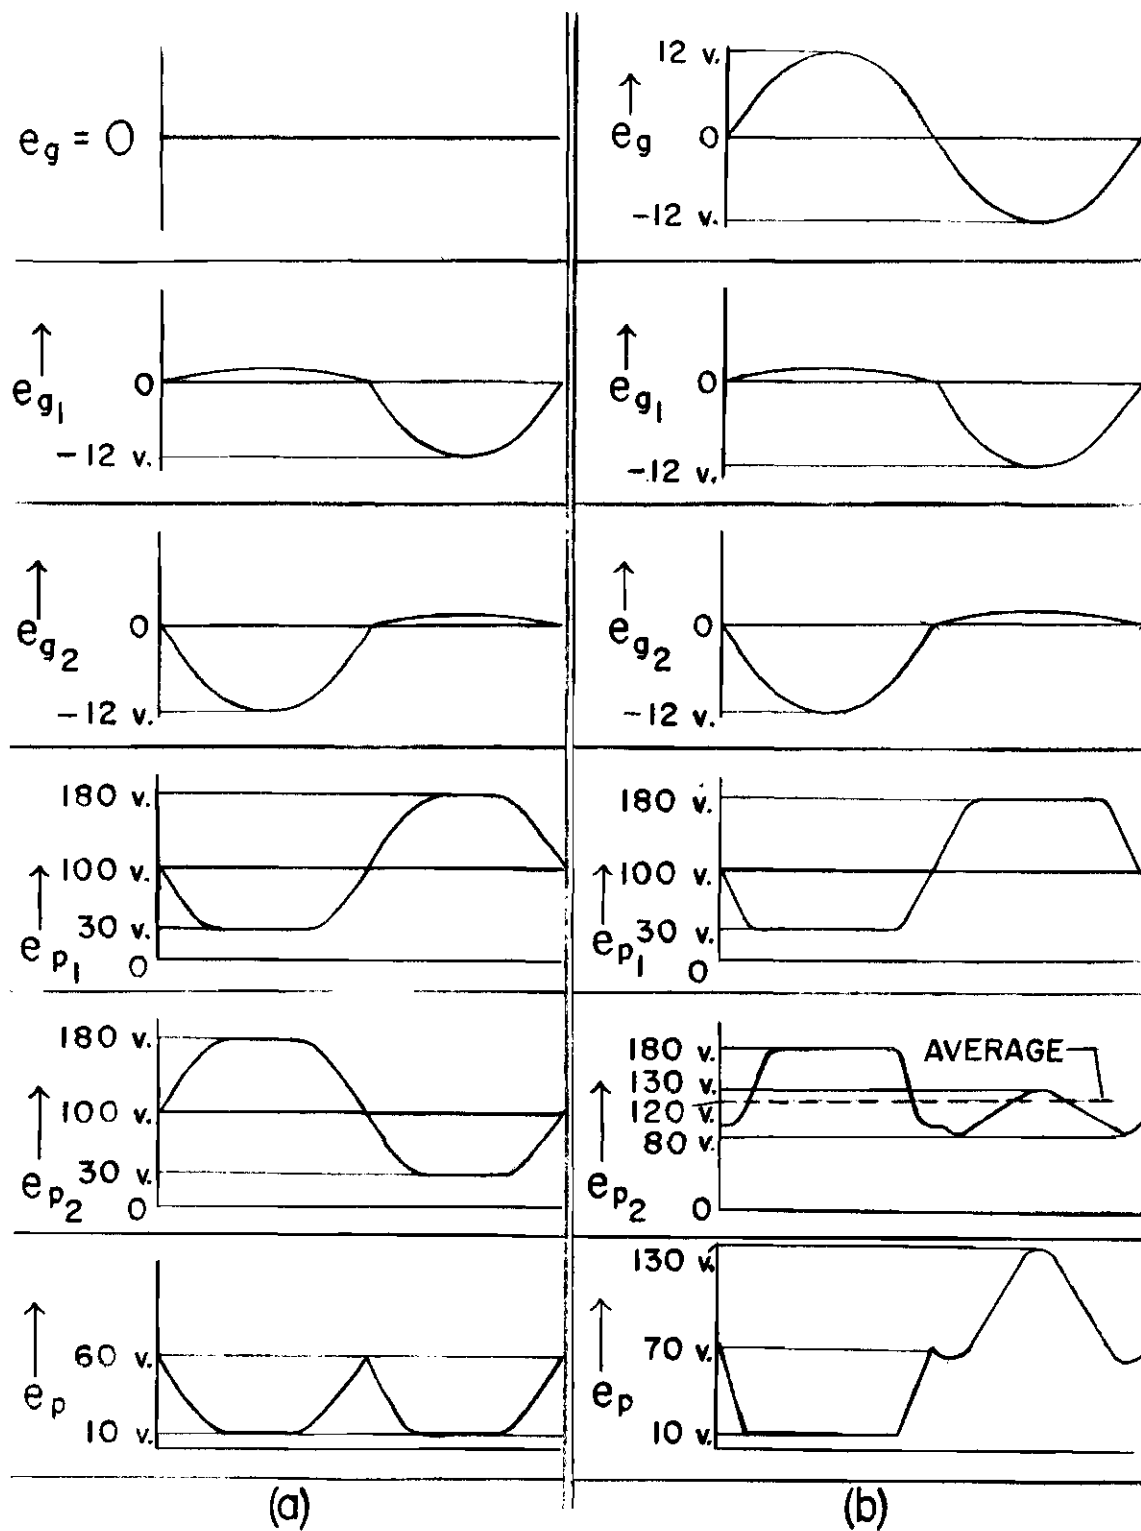 e_g = 0
12 v.
e_g
0
-12 v.
e_g1
0
-12 v.
e_g1
0
-12 v.
e_g2
0
-12 v.
e_g2
0
-12 v.
180 v.
100 v.
30 v.
e_p1
0
180 v.
100 v.
30 v.
e_p1
0
180 v.
100 v.
30 v.
e_p2
0
180 v.
AVERAGE
130 v.
120 v.
80 v.
e_p2
0
60 v.
e_p
10 v.
130 v.
70 v.
e_p
10 v.
(a)
(b)